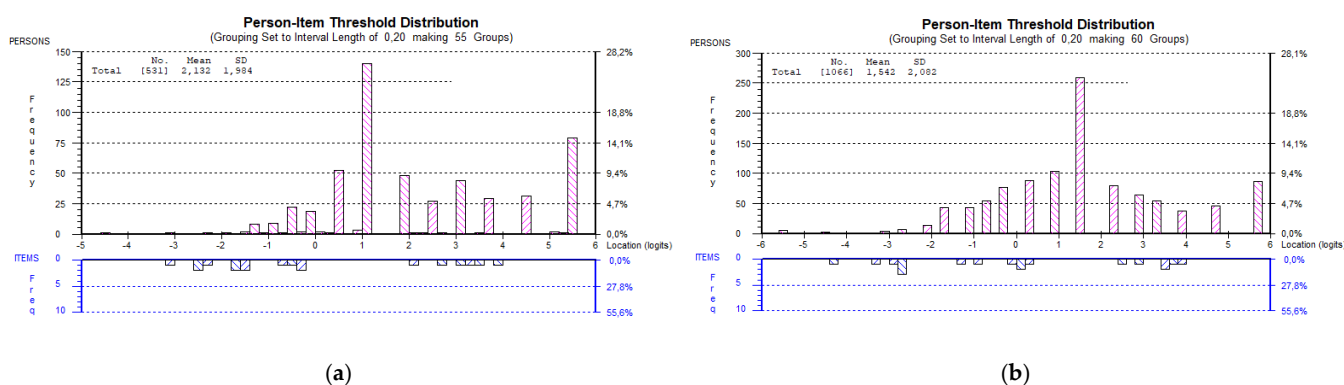 Person-Item Threshold Distribution
(Grouping Set to Interval Length of 0,20 making 55 Groups)
PERSONS
No. Mean SD
Total [531] 2,132 1,984
150
125
100
75
50
25
0
Frequency
28,2%
18,8%
14,1%
9,4%
4,7%
0,0%
-5 -4 -3 -2 -1 0 1 2 3 4 5 6 Location (logits)
ITEMS
0
5
10
Freq
0,0%
27,8%
55,6%
(a)
Person-Item Threshold Distribution
(Grouping Set to Interval Length of 0,20 making 60 Groups)
PERSONS
No. Mean SD
Total [1066] 1,542 2,082
300
250
200
150
100
50
0
Frequency
28,1%
18,8%
14,1%
9,4%
4,7%
0,0%
-6 -5 -4 -3 -2 -1 0 1 2 3 4 5 6 Location (logits)
ITEMS
0
5
10
Freq
0,0%
27,8%
55,6%
(b)